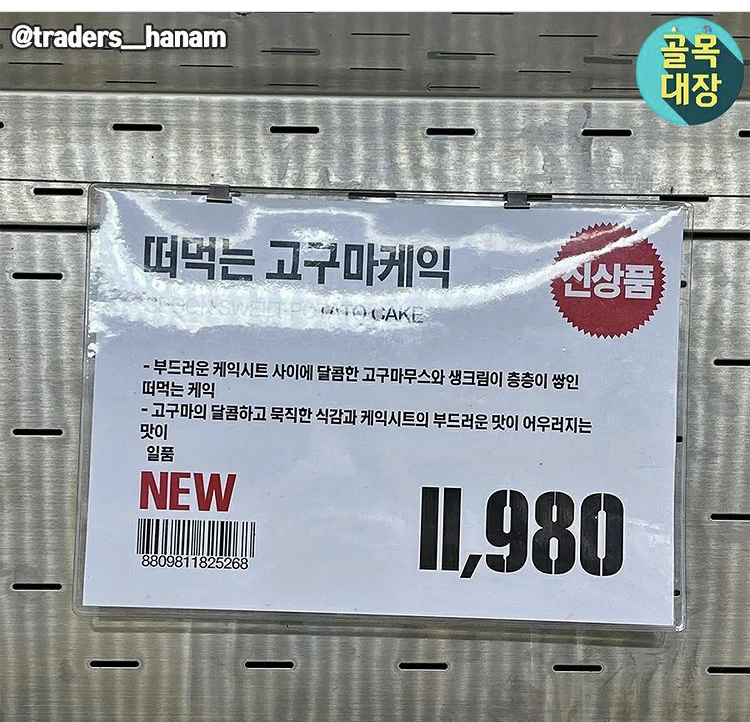 @traders_hanam
골목
대장
떠먹는 고구마케익
신상품
CAKE
- 부드러운 케익시트 사이에 달콤한 고구마무스와 생크림이 층층이 쌓인
떠먹는 케익
- 고구마의 달콤하고 묵직한 식감과 케익시트의 부드러운 맛이 어우러지는
맛이
일품
NEW
11,980
8809811825268